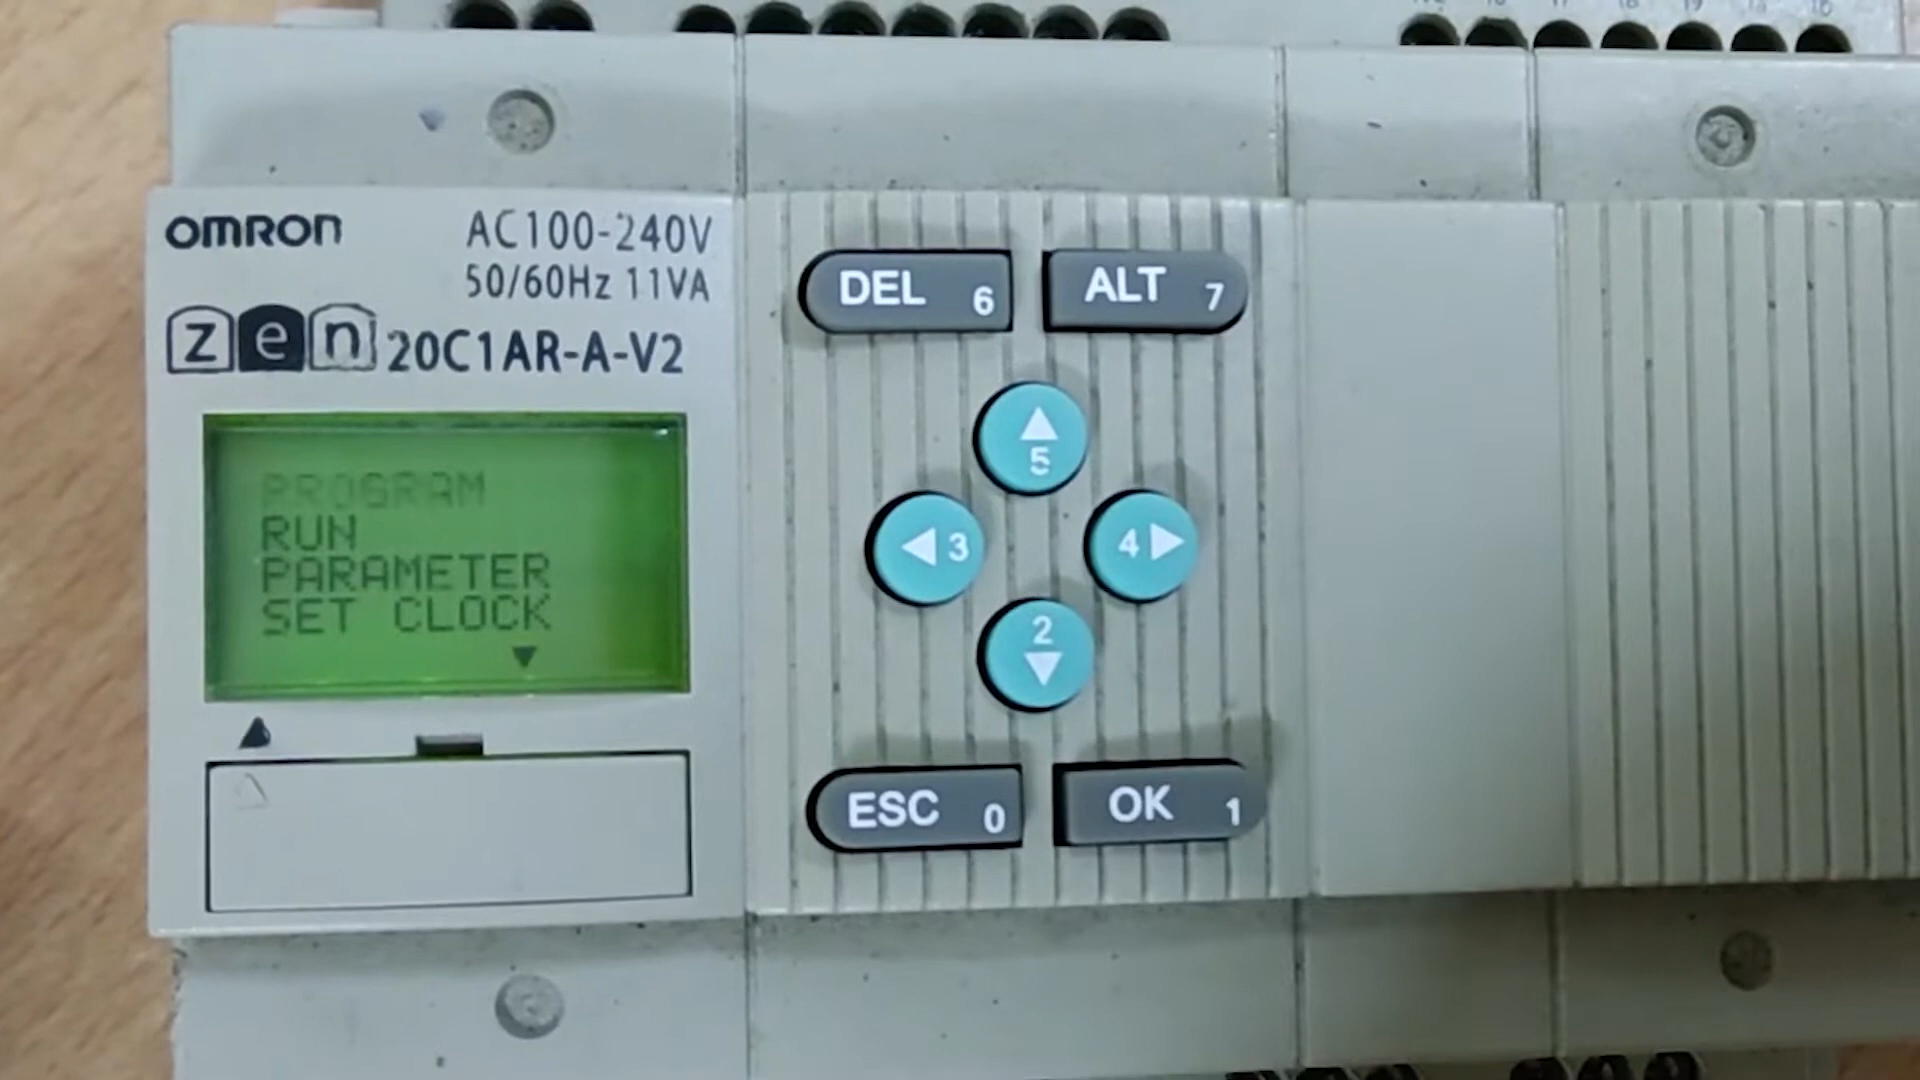 OMRON
AC100-240V
50/60Hz 11VA
zen 20C1AR-A-V2
PROGRAM
RUN
PARAMETER
SET CLOCK
DEL 6
ALT 7
5
3
4
2
ESC 0
OK 1